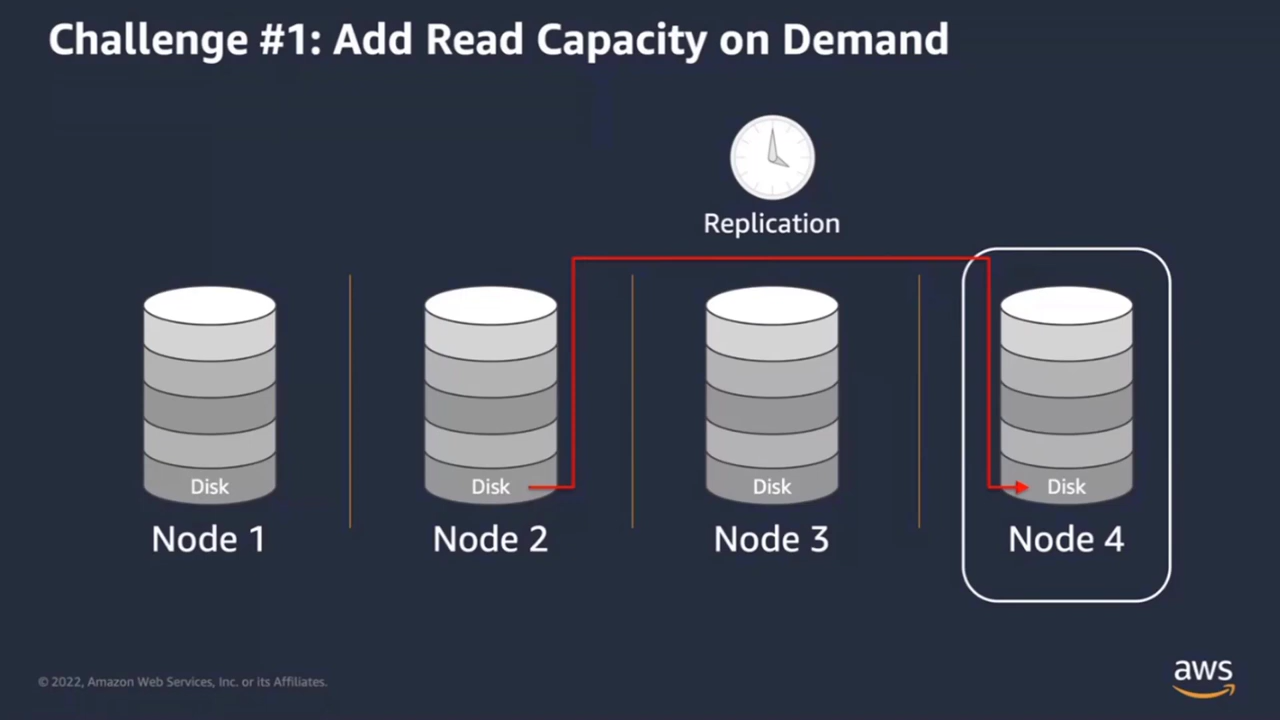 Challenge #1: Add Read Capacity on Demand
Replication
Disk
Disk
Disk
Disk
Node 1
Node 2
Node 3
Node 4
© 2022, Amazon Web Services, Inc. or its Affiliates.
aws